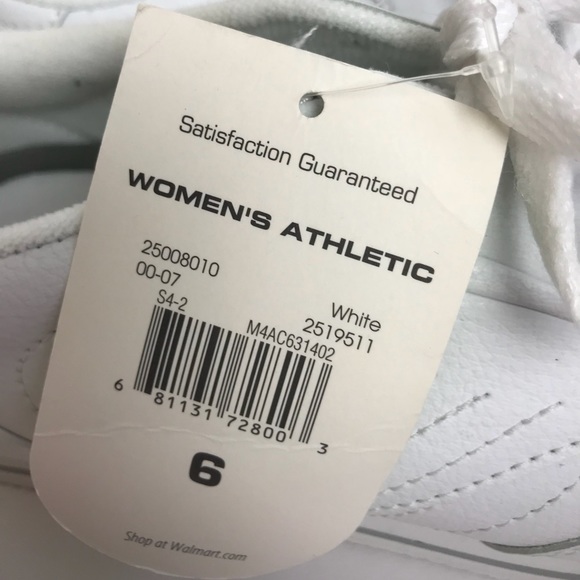 Satisfaction Guaranteed
WOMEN'S ATHLETIC
25008010
00-07 White
S4-2 2519511
M4AC631402
6 81131 72800 3
6
Shop at Walmart.com